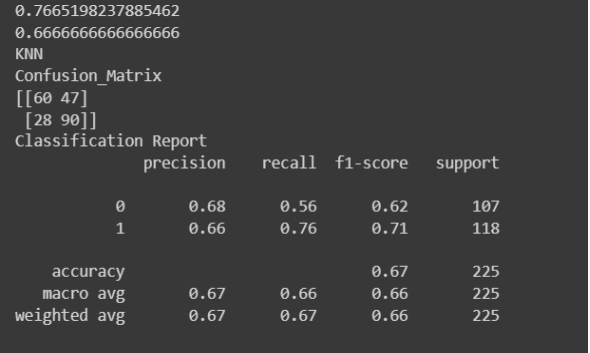 0.7665198237885462
0.6666666666666666
KNN
Confusion_Matrix
[[60 47]
 [28 90]]
Classification Report
              precision    recall  f1-score   support

           0       0.68      0.56      0.62       107
           1       0.66      0.76      0.71       118

    accuracy                           0.67       225
   macro avg       0.67      0.66      0.66       225
weighted avg       0.67      0.67      0.66       225